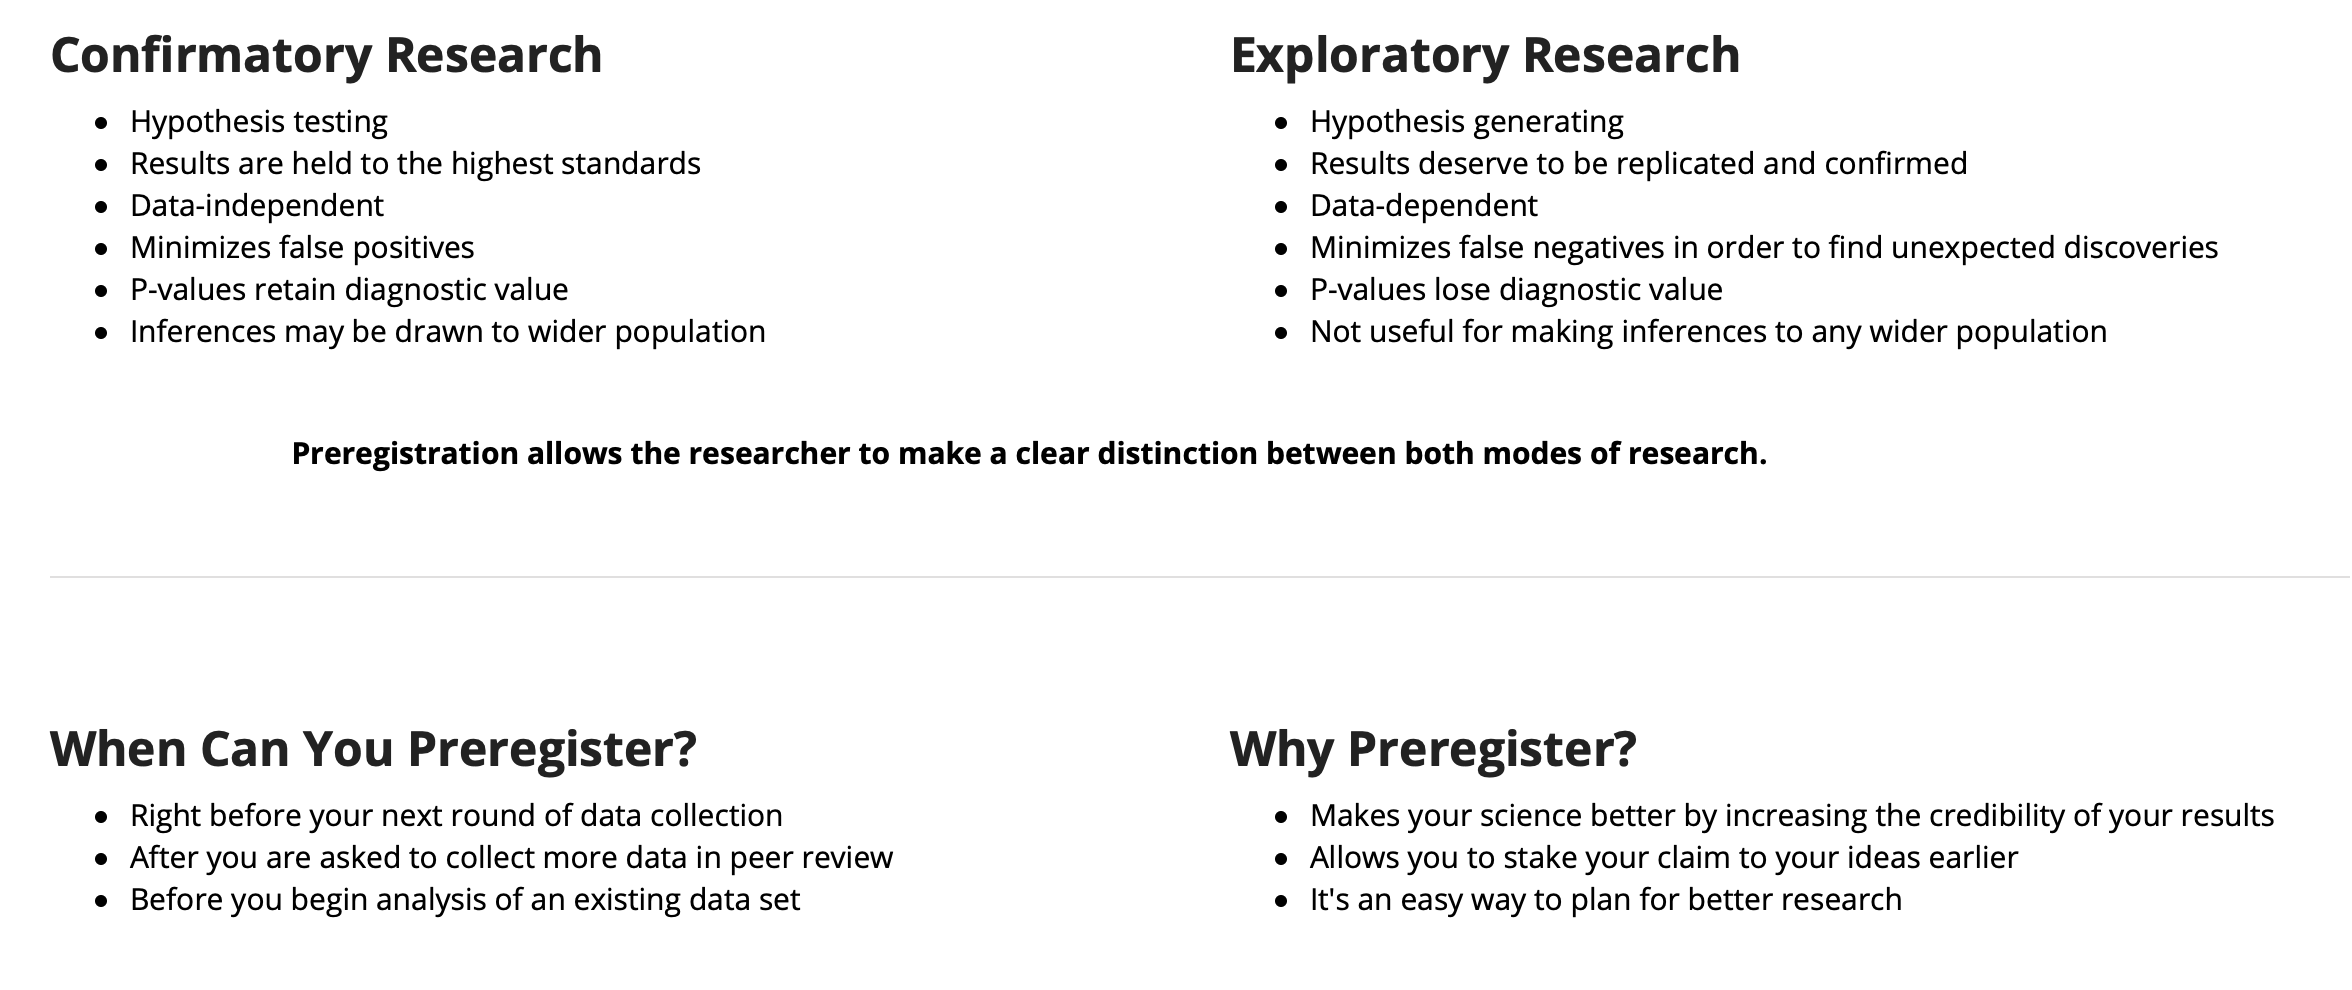 Confirmatory Research
Hypothesis testing
Results are held to the highest standards
Data-independent
Minimizes false positives
P-values retain diagnostic value
Inferences may be drawn to wider population
Exploratory Research
Hypothesis generating
Results deserve to be replicated and confirmed
Data-dependent
Minimizes false negatives in order to find unexpected discoveries
P-values lose diagnostic value
Not useful for making inferences to any wider population
Preregistration allows the researcher to make a clear distinction between both modes of research.
When Can You Preregister?
Right before your next round of data collection
After you are asked to collect more data in peer review
Before you begin analysis of an existing data set
Why Preregister?
Makes your science better by increasing the credibility of your results
Allows you to stake your claim to your ideas earlier
It's an easy way to plan for better research